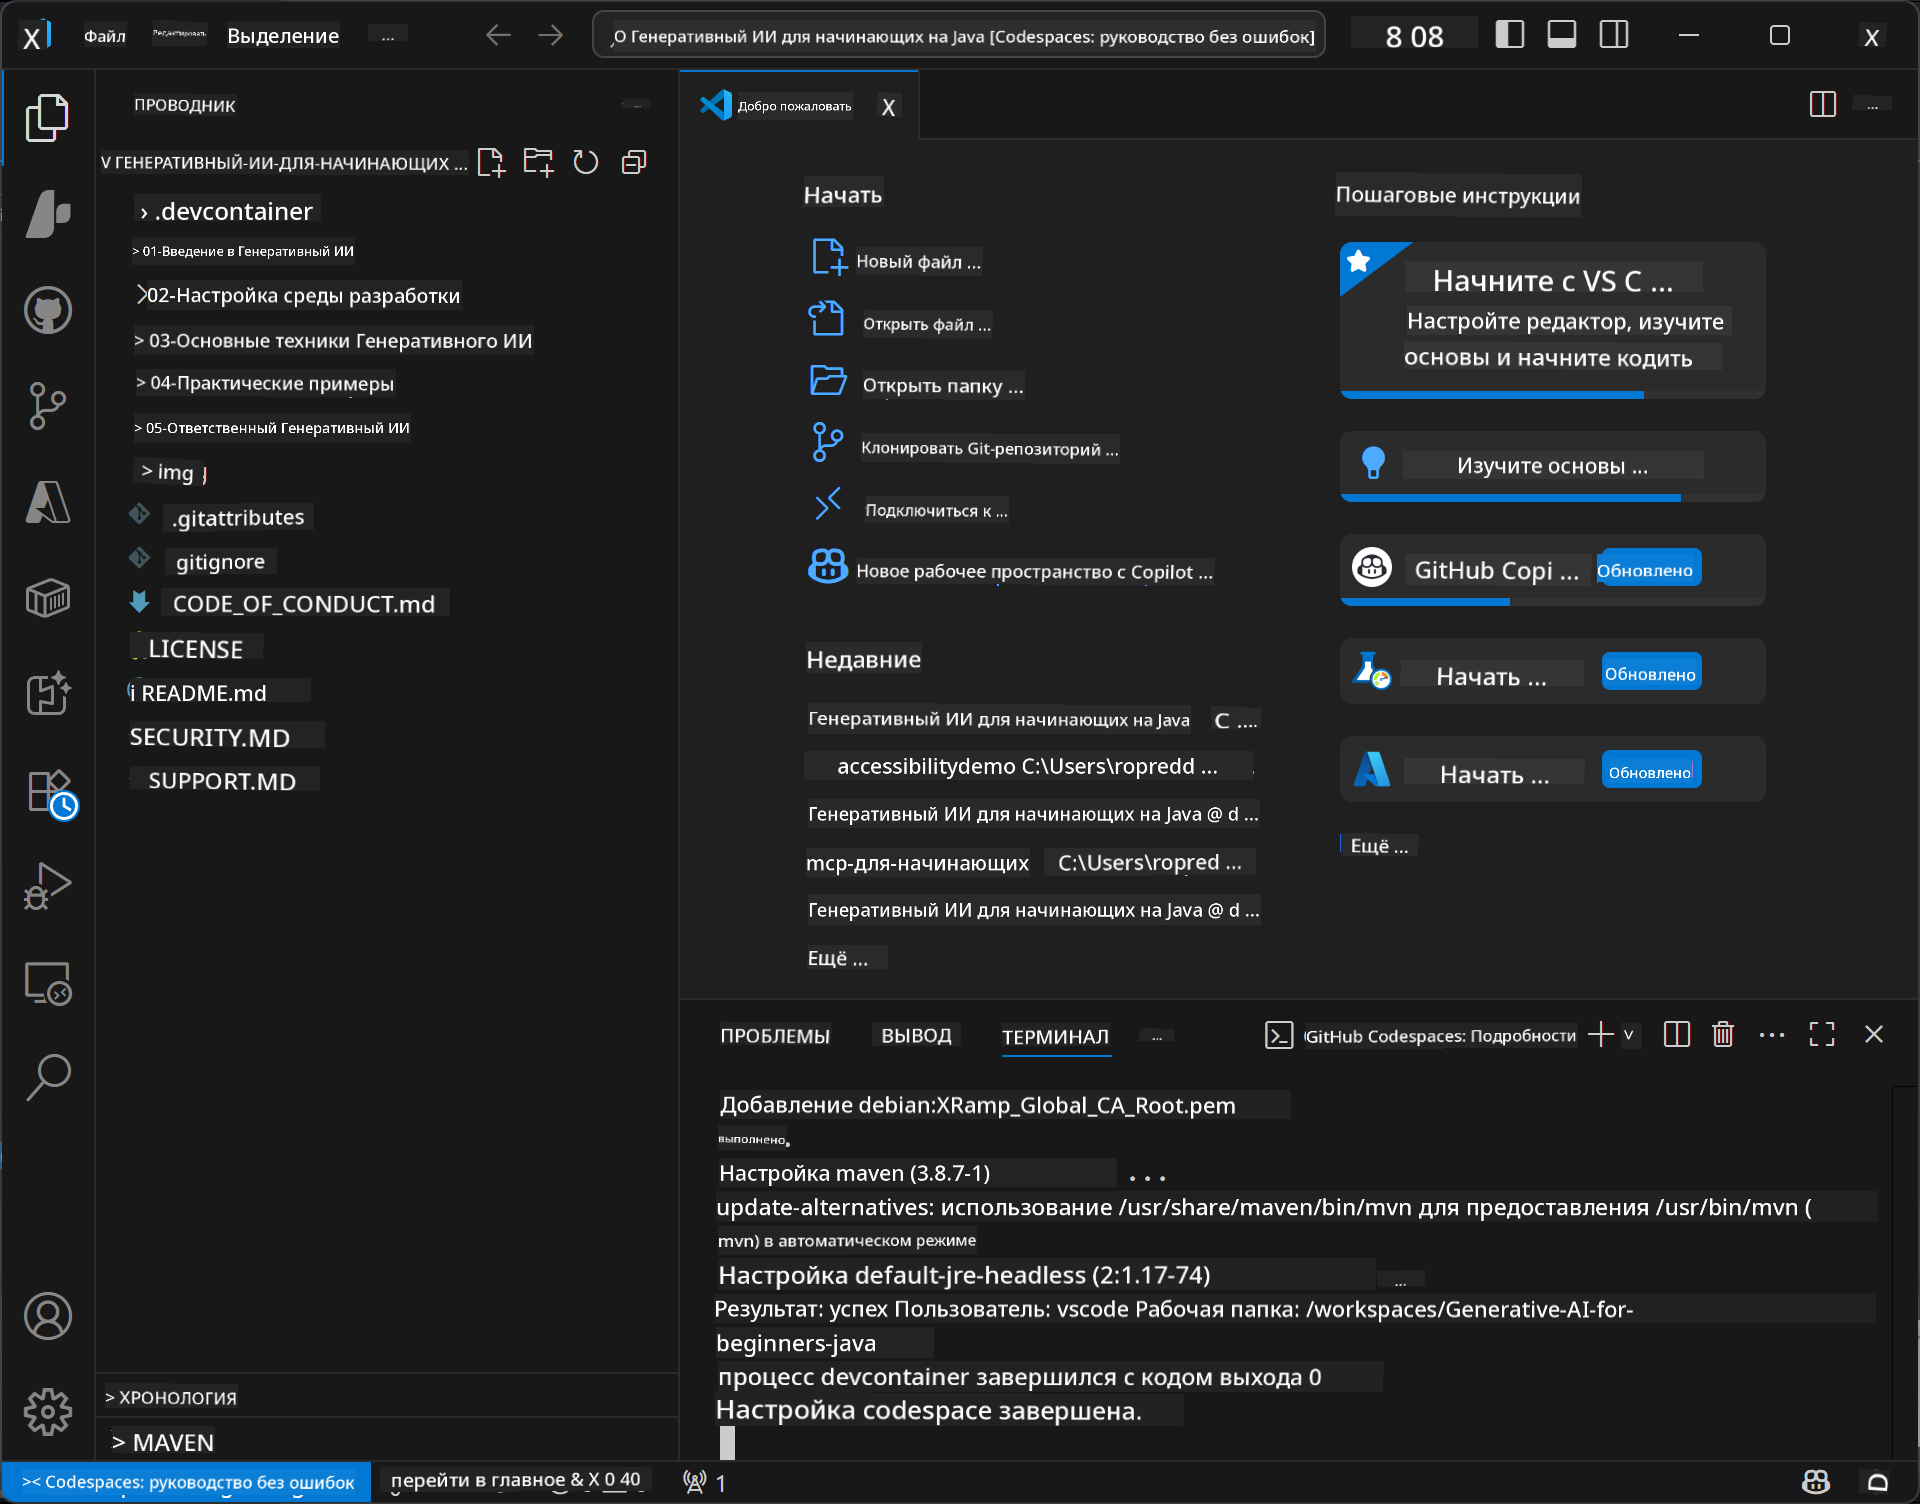 Файл Редактировать Выделение ...
Генеративный ИИ для начинающих на Java [Codespaces: руководство без ошибок]
8 08
X
ПРОВОДНИК ...
V ГЕНЕРАТИВНЫЙ-ИИ-ДЛЯ-НАЧИНАЮЩИХ ...
› .devcontainer
> 01-Введение в Генеративный ИИ
02-Настройка среды разработки
> 03-Основные техники Генеративного ИИ
> 04-Практические примеры
> 05-Ответственный Генеративный ИИ
> img
.gitattributes
gitignore
CODE_OF_CONDUCT.md
LICENSE
i README.md
SECURITY.MD
SUPPORT.MD
> ХРОНОЛОГИЯ
> MAVEN
Добро пожаловать X
...
Начать
Новый файл ...
Открыть файл ...
Открыть папку ...
Клонировать Git-репозиторий ...
Подключиться к ...
Новое рабочее пространство с Copilot ...
Недавние
Генеративный ИИ для начинающих на Java C ....
accessibilitydemo C:\Users\ropredd ...
Генеративный ИИ для начинающих на Java @ d ...
mcp-для-начинающих C:\Users\ropred ...
Генеративный ИИ для начинающих на Java @ d ...
Ещё ...
Пошаговые инструкции
Начните с VS C ...
Настройте редактор, изучите
основы и начните кодить
Изучите основы ...
GitHub Copi ... Обновлено
Начать ... Обновлено
Начать ... Обновлено
Ещё ...
ПРОБЛЕМЫ ВЫВОД ТЕРМИНАЛ ...
GitHub Codespaces: Подробности
Добавление debian:XRamp_Global_CA_Root.pem
выполнено.
Настройка maven (3.8.7-1) ...
update-alternatives: использование /usr/share/maven/bin/mvn для предоставления /usr/bin/mvn (
mvn) в автоматическом режиме
Настройка default-jre-headless (2:1.17-74) ...
Результат: успех Пользователь: vscode Рабочая папка: /workspaces/Generative-AI-for-
beginners-java
процесс devcontainer завершился с кодом выхода 0
Настройка codespace завершена.
>< Codespaces: руководство без ошибок
перейти в главное & X 0 40
1